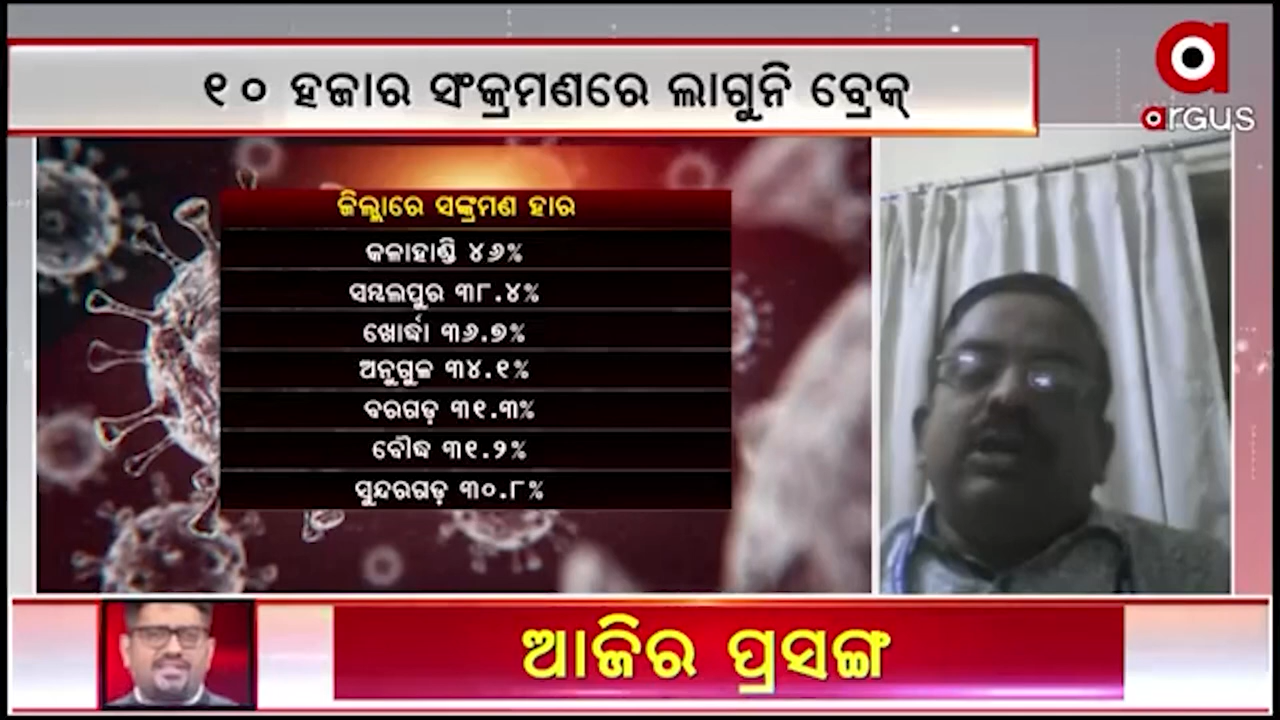 ୧୦ ହଜାର ସଂକ୍ରମଣରେ ଲାଗୁନି ବ୍ରେକ୍
argus
ଜିଲ୍ଲାରେ ସଙ୍କ୍ରମଣ ହାର
କଳାହାଣ୍ଡି ୪୬%
ସମ୍ବଲପୁର ୩୮.୪%
ଖୋର୍ଦ୍ଧା ୩୬.୭%
ଅନୁଗୁଳ ୩୪.୧%
ବରଗଡ଼ ୩୧.୩%
ବୌଦ୍ଧ ୩୧.୨%
ସୁନ୍ଦରଗଡ଼ ୩୦.୮%
ଆଜିର ପ୍ରସଙ୍ଗ